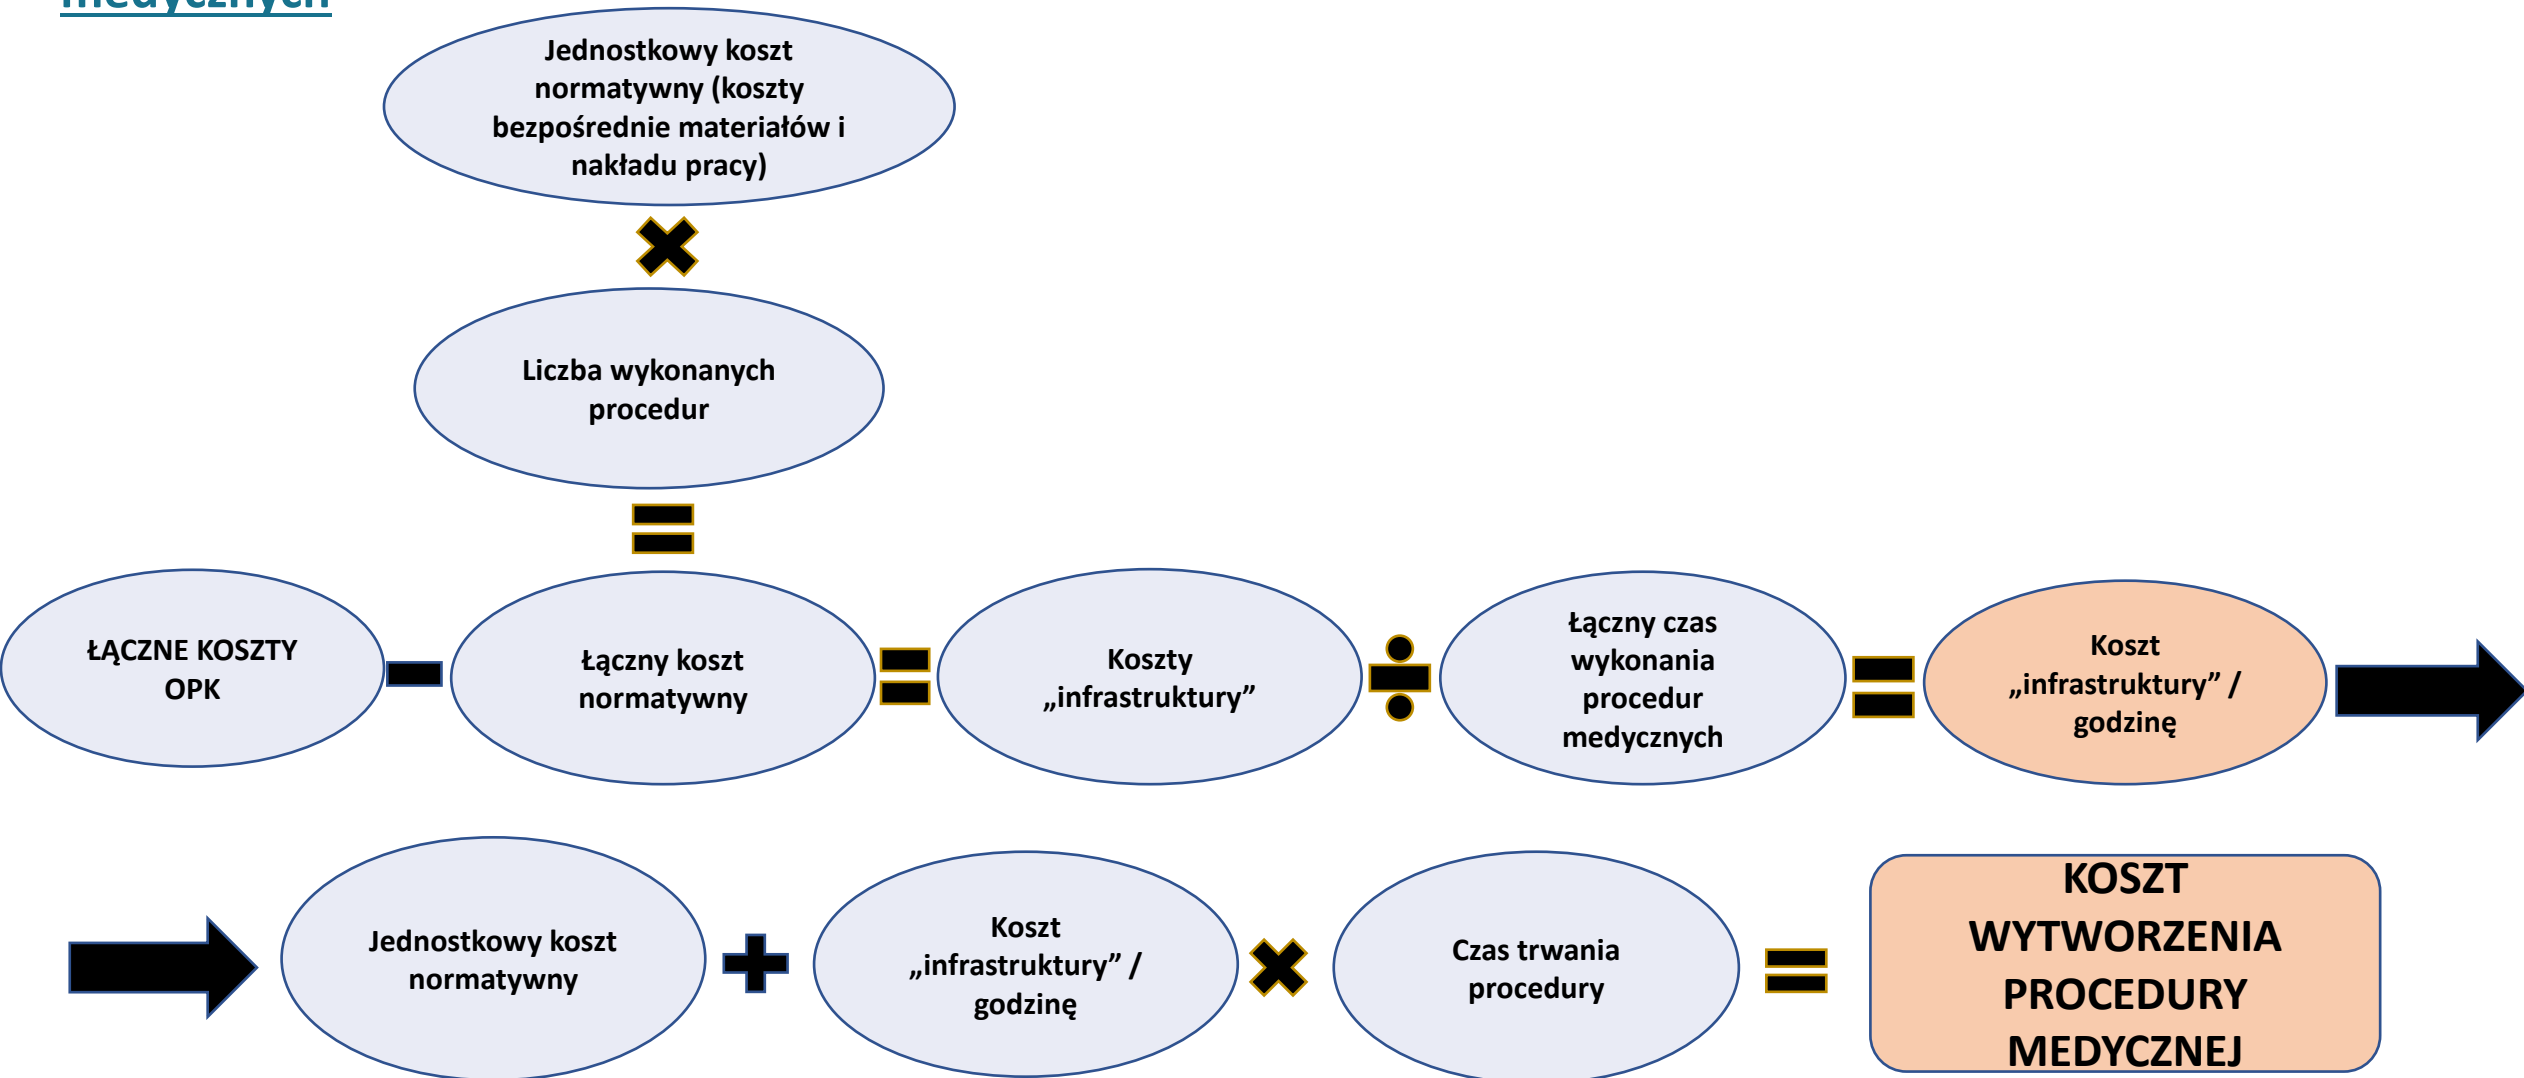 medycznych
Jednostkowy koszt
normatywny (koszty
bezpośrednie materiałów i
nakładu pracy)
Liczba wykonanych
procedur
ŁĄCZNE KOSZTY
OPK
Łączny koszt
normatywny
Koszty
„infrastruktury”
Łączny czas
wykonania
procedur
medycznych
Koszt
„infrastruktury” /
godzinę
Jednostkowy koszt
normatywny
Koszt
„infrastruktury” /
godzinę
Czas trwania
procedury
KOSZT
WYTWORZENIA
PROCEDURY
MEDYCZNEJ